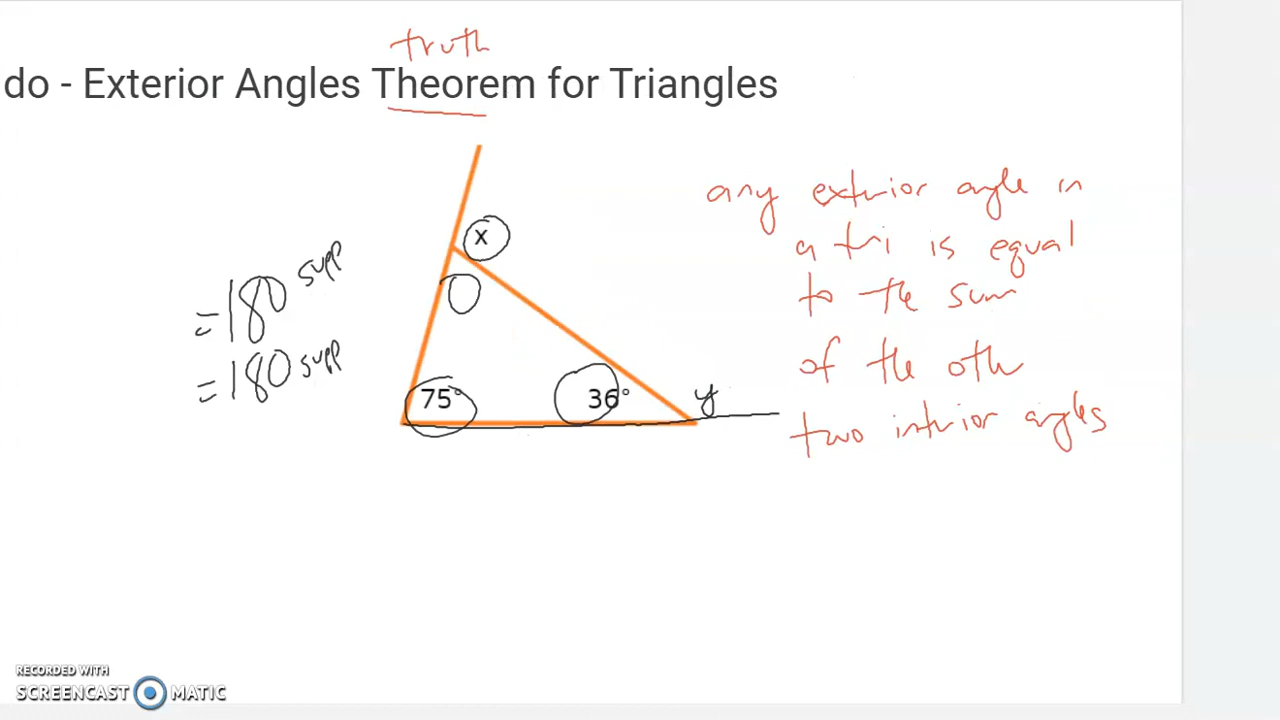 truth
do - Exterior Angles Theorem for Triangles
any exterior angle in
a tri is equal
to the sum
of the oth
two interior angles
x
= 180 supp
= 180 supp
75°
36°
y
RECORDED WITH
SCREENCAST MATIC